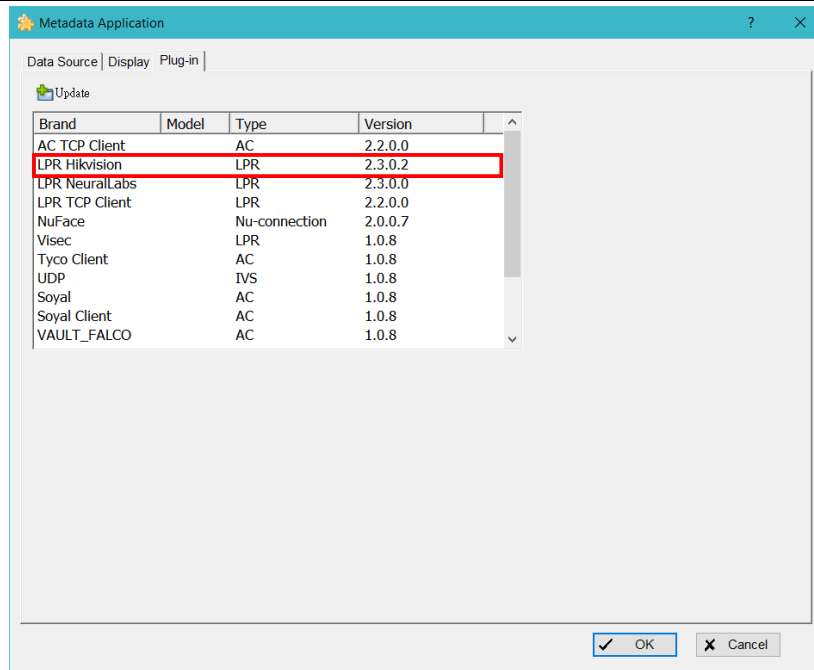 Metadata Application ?
Data Source Display Plug-in
Update
Brand Model Type Version
AC TCP Client AC 2.2.0.0
LPR Hikvision LPR 2.3.0.2
LPR NeuralLabs LPR 2.3.0.0
LPR TCP Client LPR 2.2.0.0
NuFace Nu-connection 2.0.0.7
Visec LPR 1.0.8
Tyco Client AC 1.0.8
UDP IVS 1.0.8
Soyal AC 1.0.8
Soyal Client AC 1.0.8
VAULT_FALCO AC 1.0.8
OK Cancel